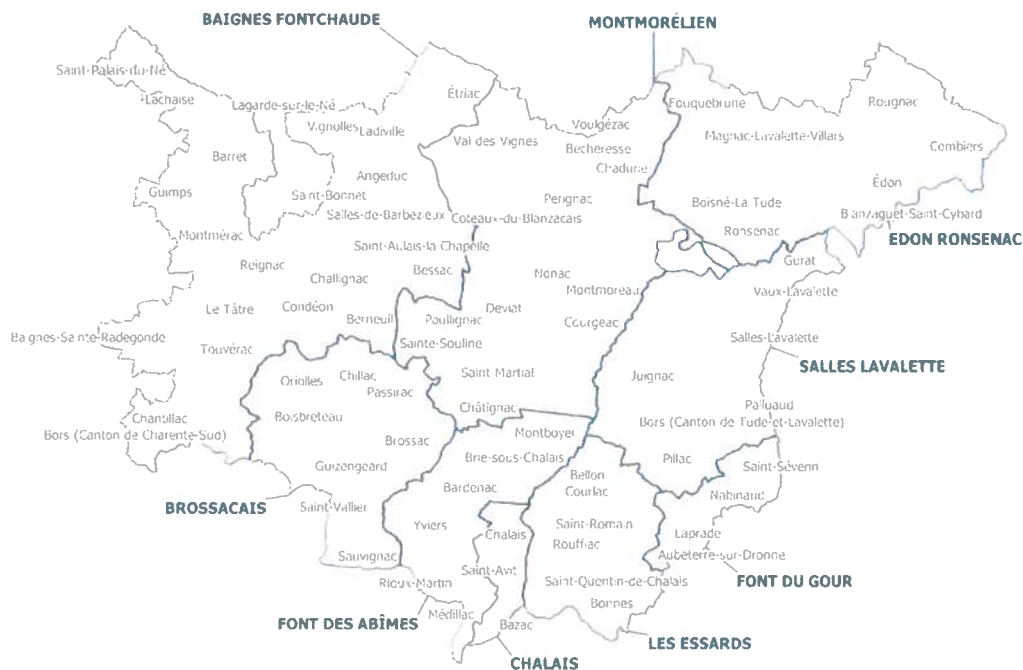 BAIGNES FONTCHAUDE
MONTMORÉLIEN
Saint-Palais-du-Né
Étriac
Lachaise
Lagarde-sur-le-Né
Fouquebrune
Rougnac
Vignolles
Ladiville
Voulgézac
Val des Vignes
Magnac-Lavalette-Villars
Bécheresse
Combiers
Barret
Chadurie
Angeduc
Édon
Guimps
Saint-Bonnet
Perignac
Boisné-La Tude
Salles-de-Barbezieux
Coteaux-du-Blanzacais
Blanzaguet-Saint-Cybard
Montmérac
Ronsenac
EDON RONSENAC
Saint-Aulais-la Chapelle
Reignac
Challignac
Bessac
Nonac
Gurat
Montmoreau
Vaux-Lavalette
Le Tâtre
Condéon
Berneuil
Deviat
Poullignac
Courgeac
Baignes-Sainte-Radegonde
Touvérac
Sainte-Souline
Salles-Lavalette
SALLES LAVALETTE
Oriolles
Chillac
Passirac
Saint Martial
Juignac
Chantillac
Boisbreteau
Châtignac
Palluaud
Bors (Canton de Charente-Sud)
Bors (Canton de Tude-et-Lavalette)
Brossac
Montboyer
Guizengeard
Brie-sous-Chalais
Pillac
Saint-Séverin
Bellon
Courlac
Bardenac
Nabinaud
BROSSACAIS
Saint-Vallier
Yviers
Chalais
Saint-Romain
Rouffiac
Laprade
Aubeterre-sur-Dronne
Sauvignac
Saint-Avit
Rioux-Martin
Saint-Quentin-de-Chalais
FONT DU GOUR
Bonnes
Médillac
FONT DES ABÎMES
Bazac
LES ESSARDS
CHALAIS